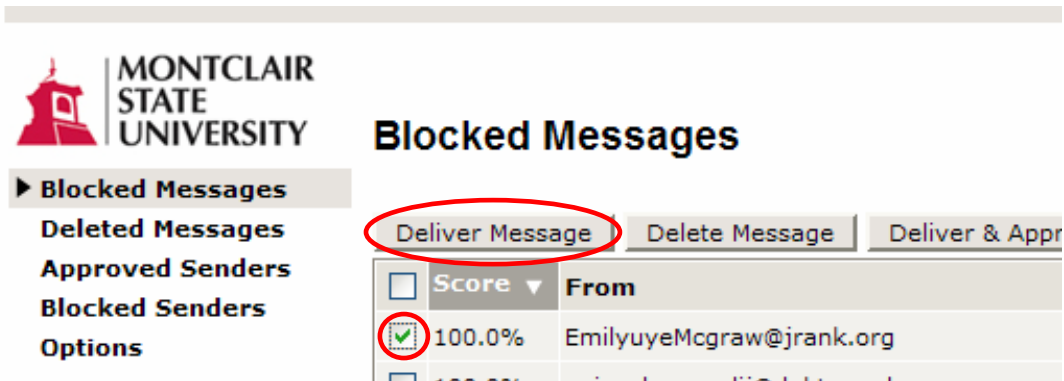 MONTCLAIR
STATE
UNIVERSITY
Blocked Messages
Blocked Messages
Deleted Messages
Approved Senders
Blocked Senders
Options
Deliver Message Delete Message Deliver &
Score From
100.0% EmilyuyeMcgraw@jrank.org